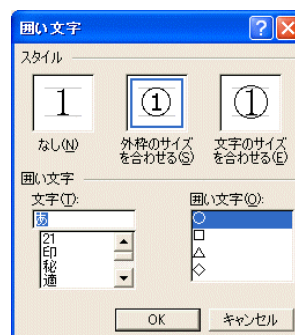 囲い文字
スタイル
1
①
①
なし(N)
外枠のサイズ
を合わせる(S)
文字のサイズ
を合わせる(E)
囲い文字
文字(T):
あ
21
印
秘
適
囲い文字(O):
○
□
△
◇
OK
キャンセル